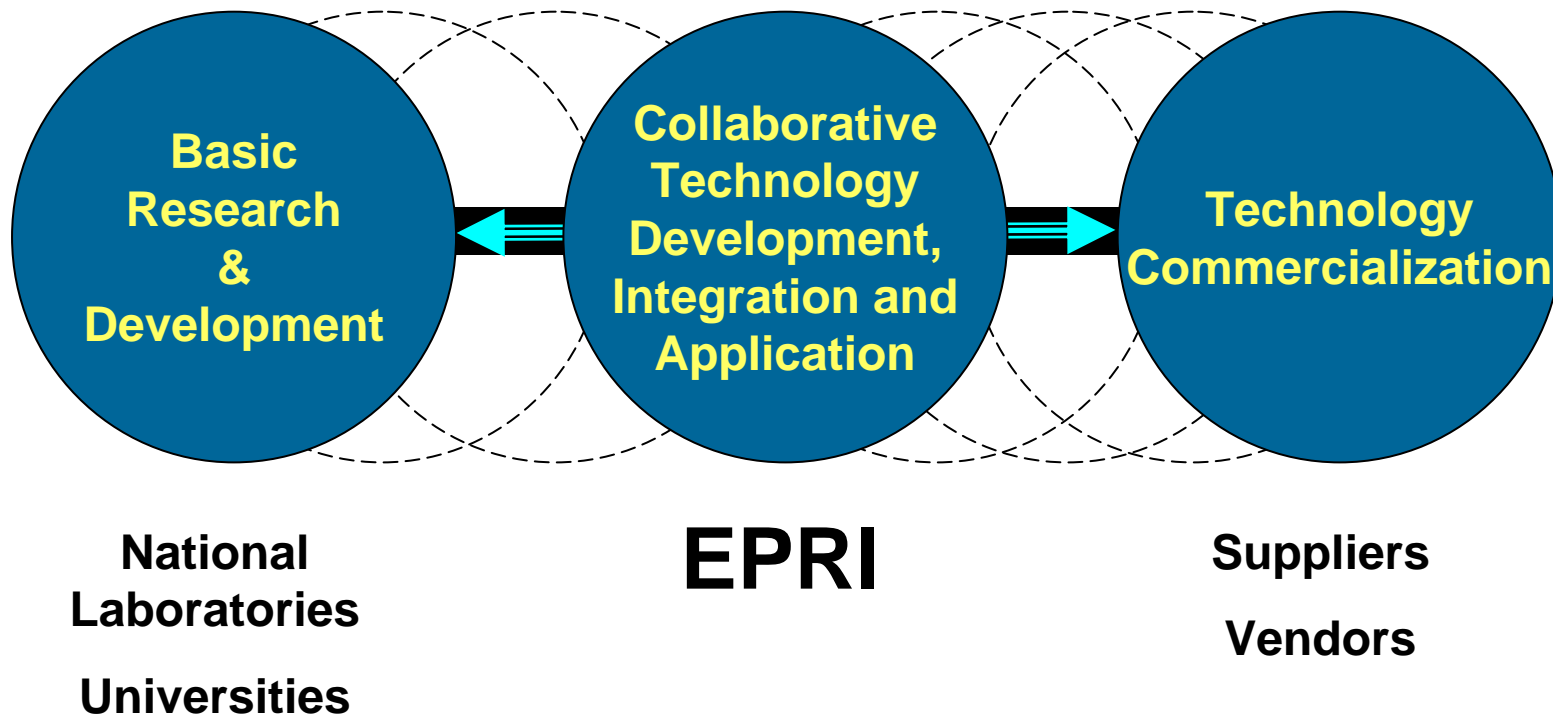 Basic
Research
&
Development
Collaborative
Technology
Development,
Integration and
Application
Technology
Commercialization
National
Laboratories
Universities
EPRI
Suppliers
Vendors